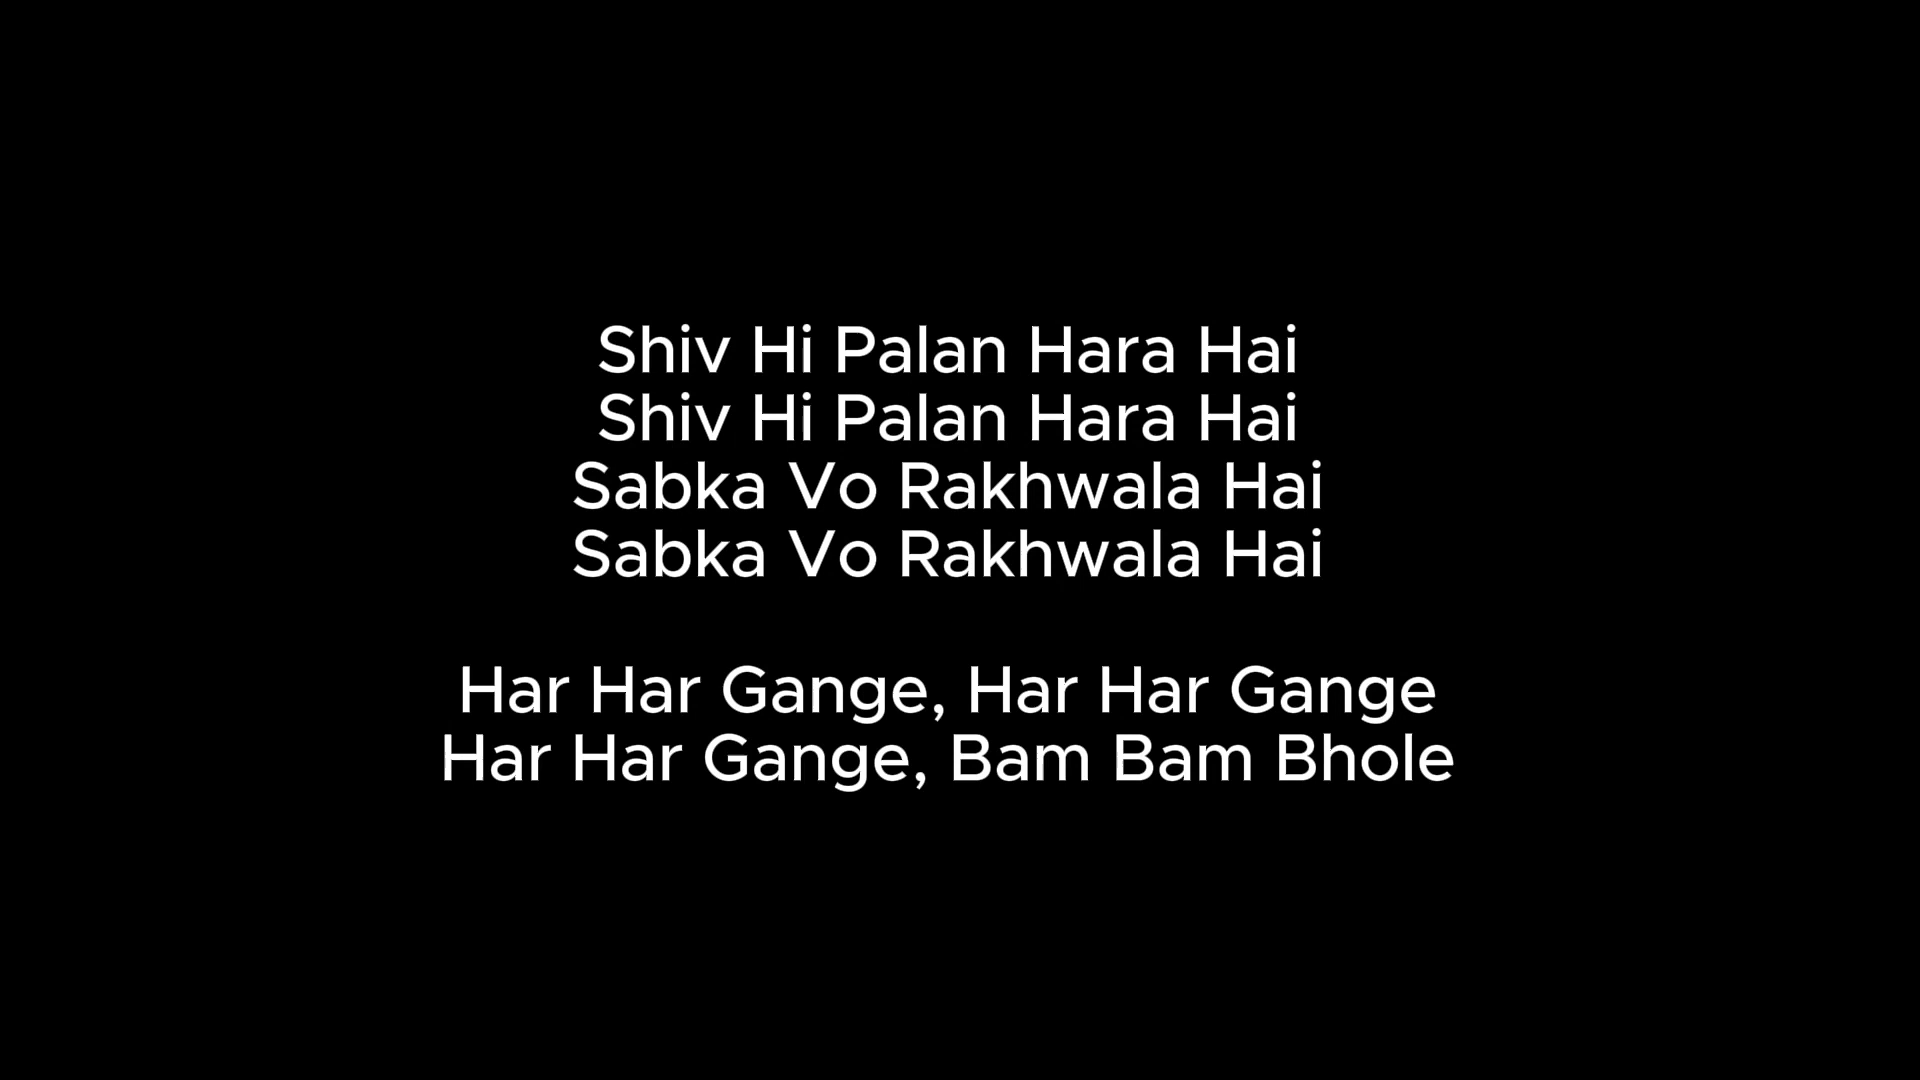 Shiv Hi Palan Hara Hai
Shiv Hi Palan Hara Hai
Sabka Vo Rakhwala Hai
Sabka Vo Rakhwala Hai
Har Har Gange, Har Har Gange
Har Har Gange, Bam Bam Bhole